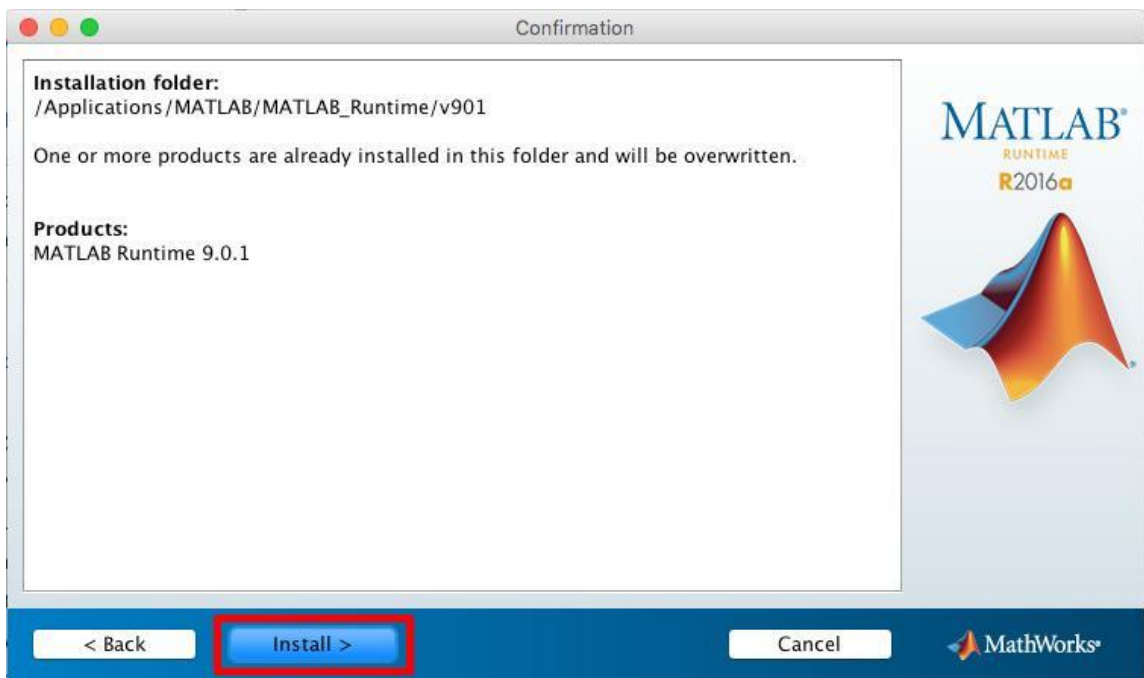 Confirmation
Installation folder:
/Applications/MATLAB/MATLAB_Runtime/v901
One or more products are already installed in this folder and will be overwritten.
Products:
MATLAB Runtime 9.0.1
MATLAB®
RUNTIME
R2016a
< Back
Install >
Cancel
MathWorks®